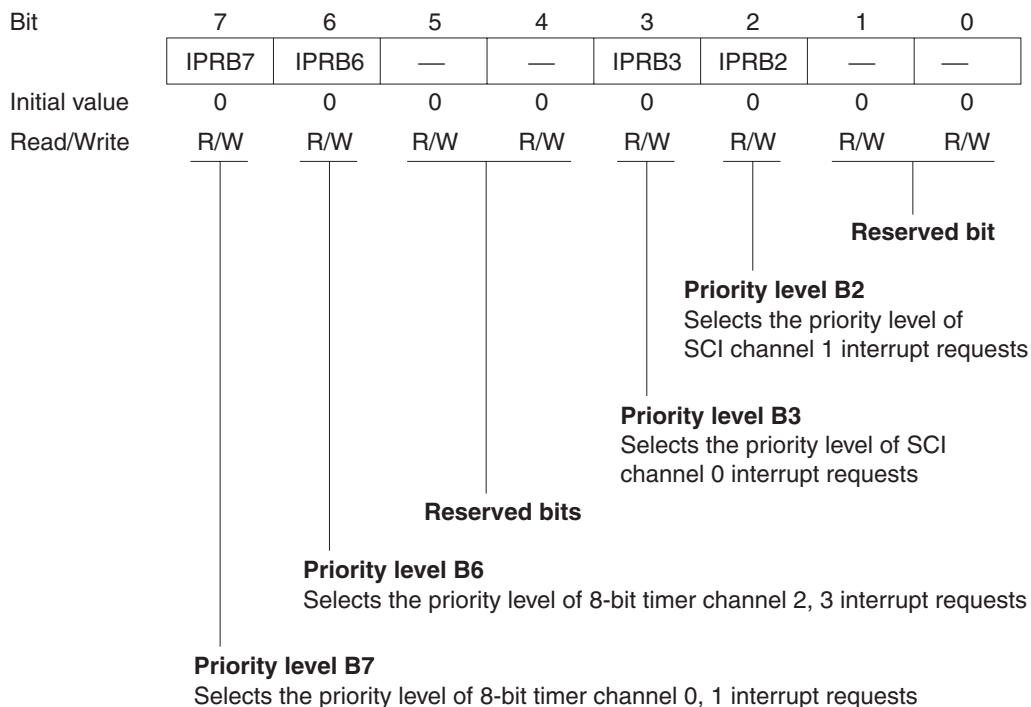 Bit 7 6 5 4 3 2 1 0
IPRB7 IPRB6 — — IPRB3 IPRB2 — —
Initial value 0 0 0 0 0 0 0 0
Read/Write R/W R/W R/W R/W R/W R/W R/W R/W
Reserved bit
Priority level B2
Selects the priority level of
SCI channel 1 interrupt requests
Priority level B3
Selects the priority level of SCI
channel 0 interrupt requests
Reserved bits
Priority level B6
Selects the priority level of 8-bit timer channel 2, 3 interrupt requests
Priority level B7
Selects the priority level of 8-bit timer channel 0, 1 interrupt requests